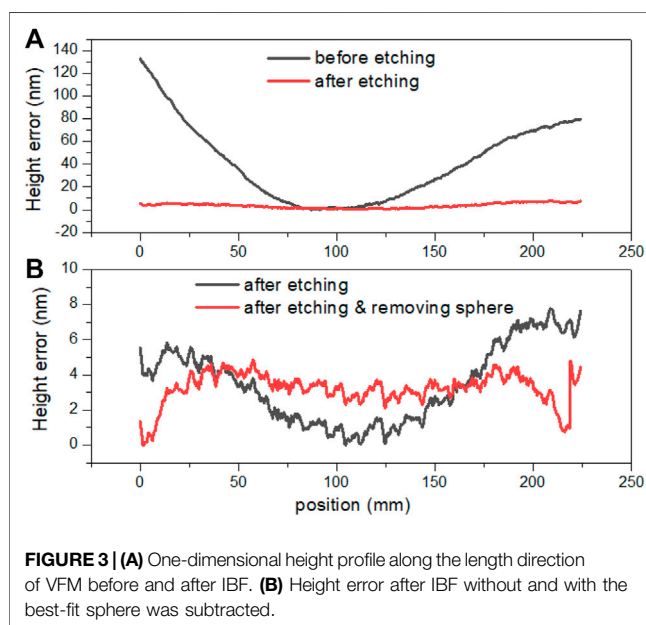 A
140
120
100
80
60
40
20
0
-20
Height error (nm)
before etching
after etching
0
50
100
150
200
250
B
10
8
6
4
2
0
Height error (nm)
after etching
after etching & removing sphere
0
50
100
150
200
250
position (mm)
FIGURE 3 | (A) One-dimensional height profile along the length direction
of VFM before and after IBF. (B) Height error after IBF without and with the
best-fit sphere was subtracted.